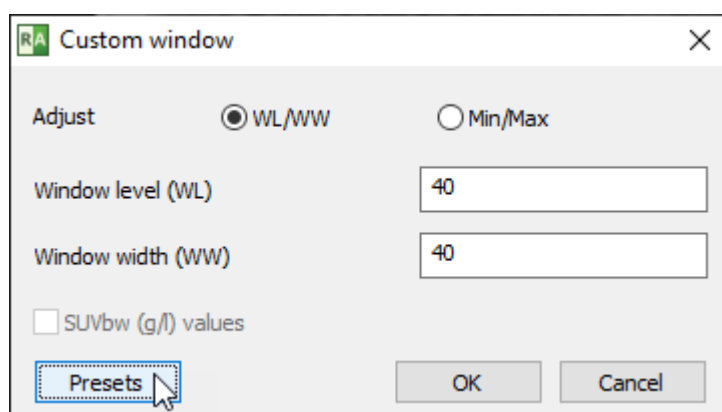 RA Custom window
Adjust WL/WW Min/Max
Window level (WL) 40
Window width (WW) 40
SUVbw (g/l) values
Presets OK Cancel